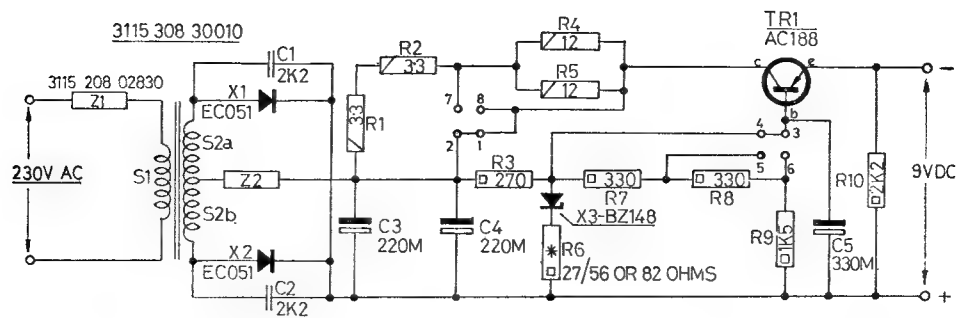 3115 308 30010
3115 208 02830
Z1
230V AC
S1
S2a
S2b
C1
2K2
X1
EC051
Z2
X2
EC051
C2
2K2
R1
33
R2
33
C3
220M
C4
220M
7
8
2
1
R4
12
R5
12
R3
270
X3-BZ148
R6
*
27/56 OR 82 OHMS
330
R7
330
R8
4
3
5
6
TR1
AC188
c
e
b
R9
1K5
C5
330M
R10
2K2
-
9V DC
+